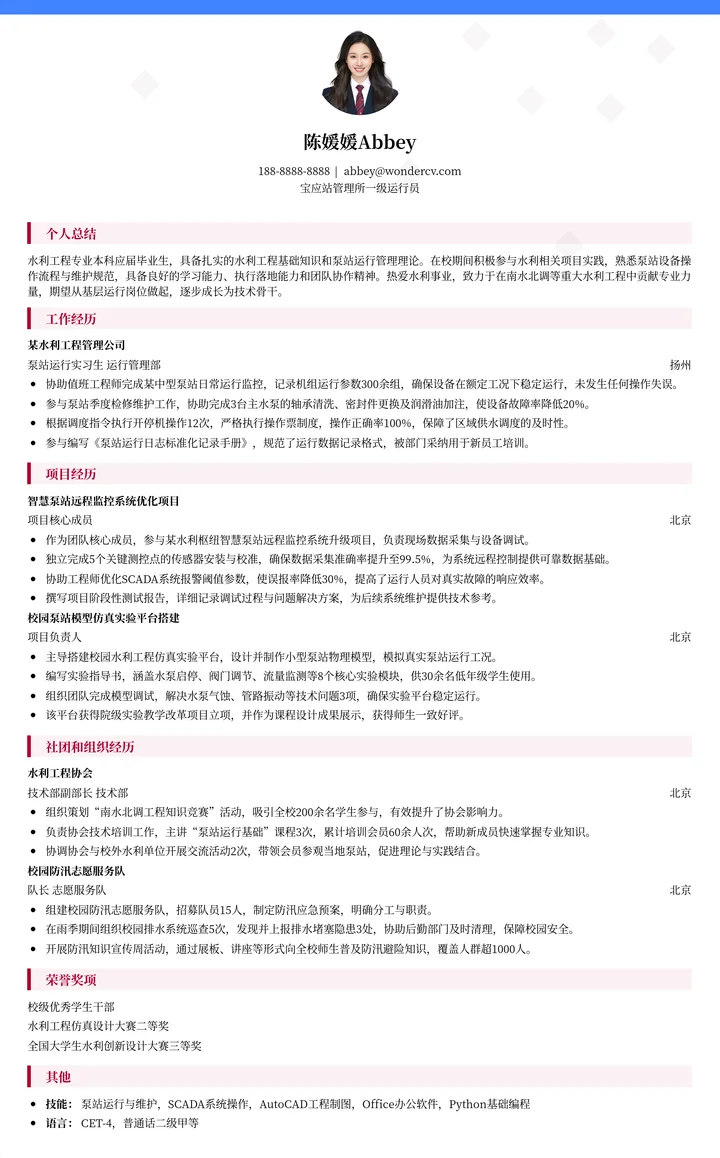 陈媛媛Abbey
188-8888-8888 | abbey@wondercv.com
宝应站管理所一级运行员
个人总结
水利工程专业本科应届毕业生，具备扎实的水利工程基础知识和泵站运行管理理论。在校期间积极参与水利相关项目实践，熟悉泵站设备操
作流程与维护规范，具备良好的学习能力、执行落地能力和团队协作精神。热爱水利事业，致力于在南水北调等重大水利工程中贡献专业力
量，期望从基层运行岗位做起，逐步成长为技术骨干。
工作经历
某水利工程管理公司
泵站运行实习生 运行管理部 扬州
• 协助值班工程师完成某中型泵站日常运行监控，记录机组运行参数300余组，确保设备在额定工况下稳定运行，未发生任何操作失误。
• 参与泵站季度检修维护工作，协助完成3台主水泵的轴承清洗、密封件更换及润滑油加注，使设备故障率降低20%。
• 根据调度指令执行开停机操作12次，严格执行操作票制度，操作正确率100%，保障了区域供水调度的及时性。
• 参与编写《泵站运行日志标准化记录手册》，规范了运行数据记录格式，被部门采纳用于新员工培训。
项目经历
智慧泵站远程监控系统优化项目
项目核心成员 北京
• 作为团队核心成员，参与某水利枢纽智慧泵站远程监控系统升级项目，负责现场数据采集与设备调试。
• 独立完成5个关键测控点的传感器安装与校准，确保数据采集准确率提升至99.5%，为系统远程控制提供可靠数据基础。
• 协助工程师优化SCADA系统报警阈值参数，使误报率降低30%，提高了运行人员对真实故障的响应效率。
• 撰写项目阶段性测试报告，详细记录调试过程与问题解决方案，为后续系统维护提供技术参考。
校园泵站模型仿真实验平台搭建
项目负责人 北京
• 主导搭建校园水利工程仿真实验平台，设计并制作小型泵站物理模型，模拟真实泵站运行工况。
• 编写实验指导书，涵盖水泵启停、阀门调节、流量监测等8个核心实验模块，供30余名低年级学生使用。
• 组织团队完成模型调试，解决水泵气蚀、管路振动等技术问题3项，确保实验平台稳定运行。
• 该平台获得院级实验教学改革项目立项，并作为课程设计成果展示，获得师生一致好评。
社团和组织经历
水利工程协会
技术部副部长 技术部 北京
• 组织策划“南水北调工程知识竞赛”活动，吸引全校200余名学生参与，有效提升了协会影响力。
• 负责协会技术培训工作，主讲“泵站运行基础”课程3次，累计培训会员60余人次，帮助新成员快速掌握专业知识。
• 协调协会与校外水利单位开展交流活动2次，带领会员参观当地泵站，促进理论与实践结合。
校园防汛志愿服务队
队长 志愿服务队 北京
• 组建校园防汛志愿服务队，招募队员15人，制定防汛应急预案，明确分工与职责。
• 在雨季期间组织校园排水系统巡查5次，发现并上报排水堵塞隐患3处，协助后勤部门及时清理，保障校园安全。
• 开展防汛知识宣传周活动，通过展板、讲座等形式向全校师生普及防汛避险知识，覆盖人群超1000人。
荣誉奖项
校级优秀学生干部
水利工程仿真设计大赛二等奖
全国大学生水利创新设计大赛三等奖
其他
• 技能： 泵站运行与维护，SCADA系统操作，AutoCAD工程制图，Office办公软件，Python基础编程
• 语言： CET-4，普通话二级甲等